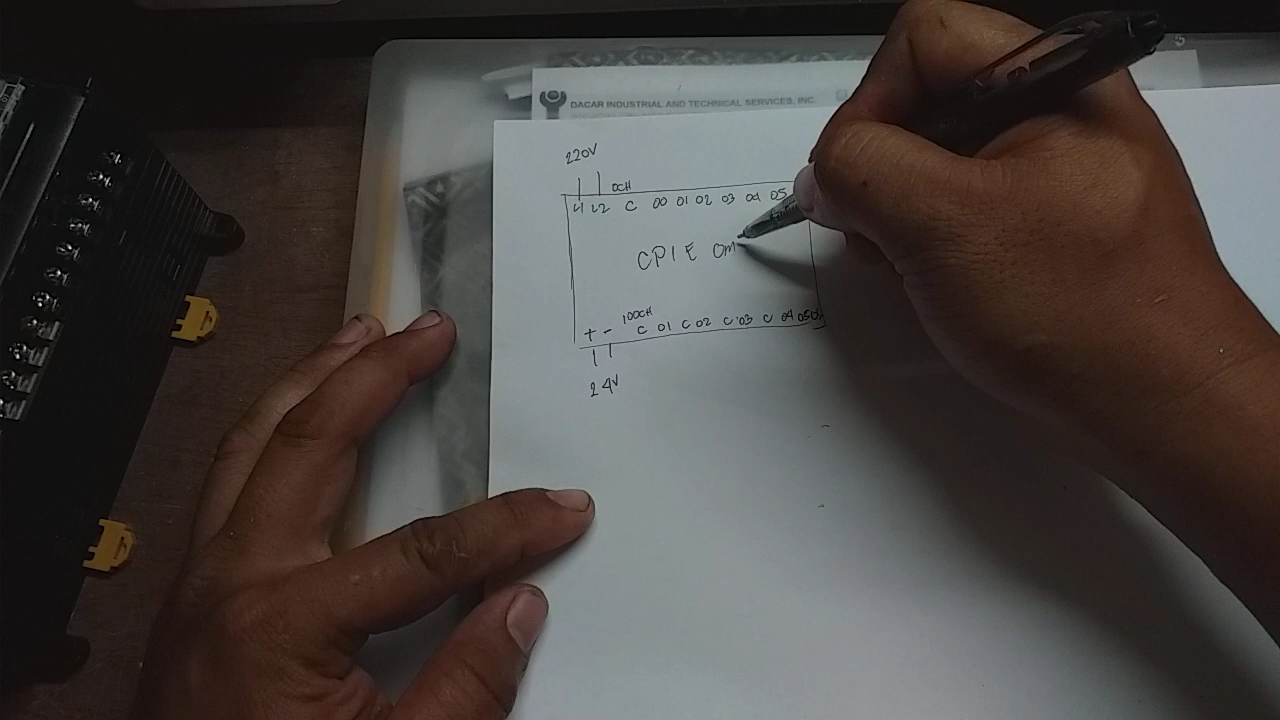 DACAR INDUSTRIAL AND TECHNICAL SERVICES, INC.
220V
0CH
L1 L2 C 00 01 02 03 04 05
CP1E Om
100CH
+ - C 01 C 02 C 03 C 04 05
24V